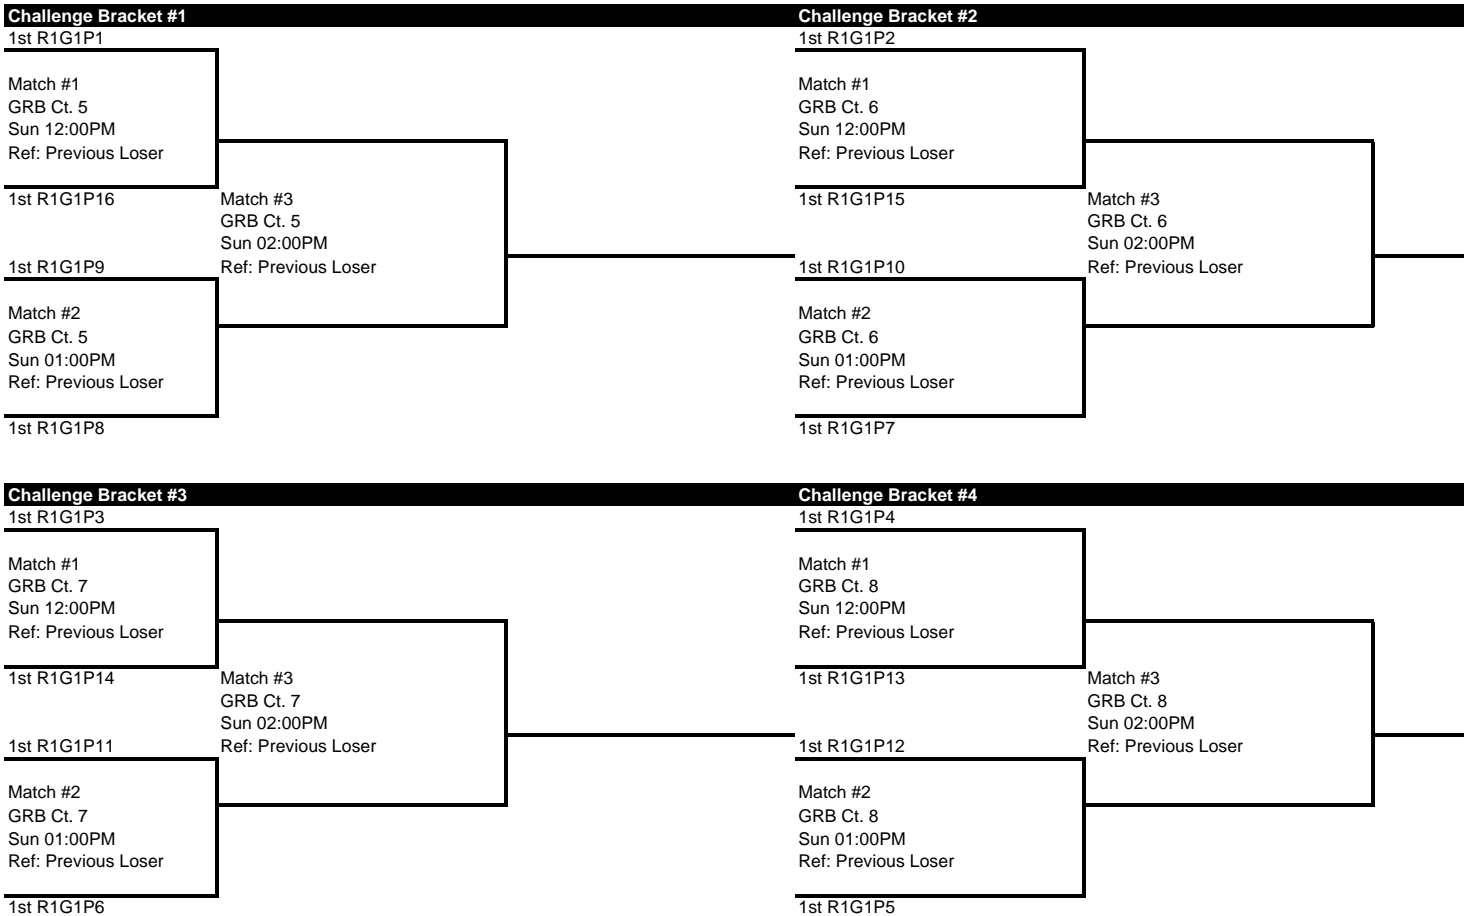 Challenge Bracket #1
1st R1G1P1
Match #1
GRB Ct. 5
Sun 12:00PM
Ref: Previous Loser
1st R1G1P16
Match #3
GRB Ct. 5
Sun 02:00PM
Ref: Previous Loser
1st R1G1P9
Match #2
GRB Ct. 5
Sun 01:00PM
Ref: Previous Loser
1st R1G1P8
Challenge Bracket #2
1st R1G1P2
Match #1
GRB Ct. 6
Sun 12:00PM
Ref: Previous Loser
1st R1G1P15
Match #3
GRB Ct. 6
Sun 02:00PM
Ref: Previous Loser
1st R1G1P10
Match #2
GRB Ct. 6
Sun 01:00PM
Ref: Previous Loser
1st R1G1P7
Challenge Bracket #3
1st R1G1P3
Match #1
GRB Ct. 7
Sun 12:00PM
Ref: Previous Loser
1st R1G1P14
Match #3
GRB Ct. 7
Sun 02:00PM
Ref: Previous Loser
1st R1G1P11
Match #2
GRB Ct. 7
Sun 01:00PM
Ref: Previous Loser
1st R1G1P6
Challenge Bracket #4
1st R1G1P4
Match #1
GRB Ct. 8
Sun 12:00PM
Ref: Previous Loser
1st R1G1P13
Match #3
GRB Ct. 8
Sun 02:00PM
Ref: Previous Loser
1st R1G1P12
Match #2
GRB Ct. 8
Sun 01:00PM
Ref: Previous Loser
1st R1G1P5